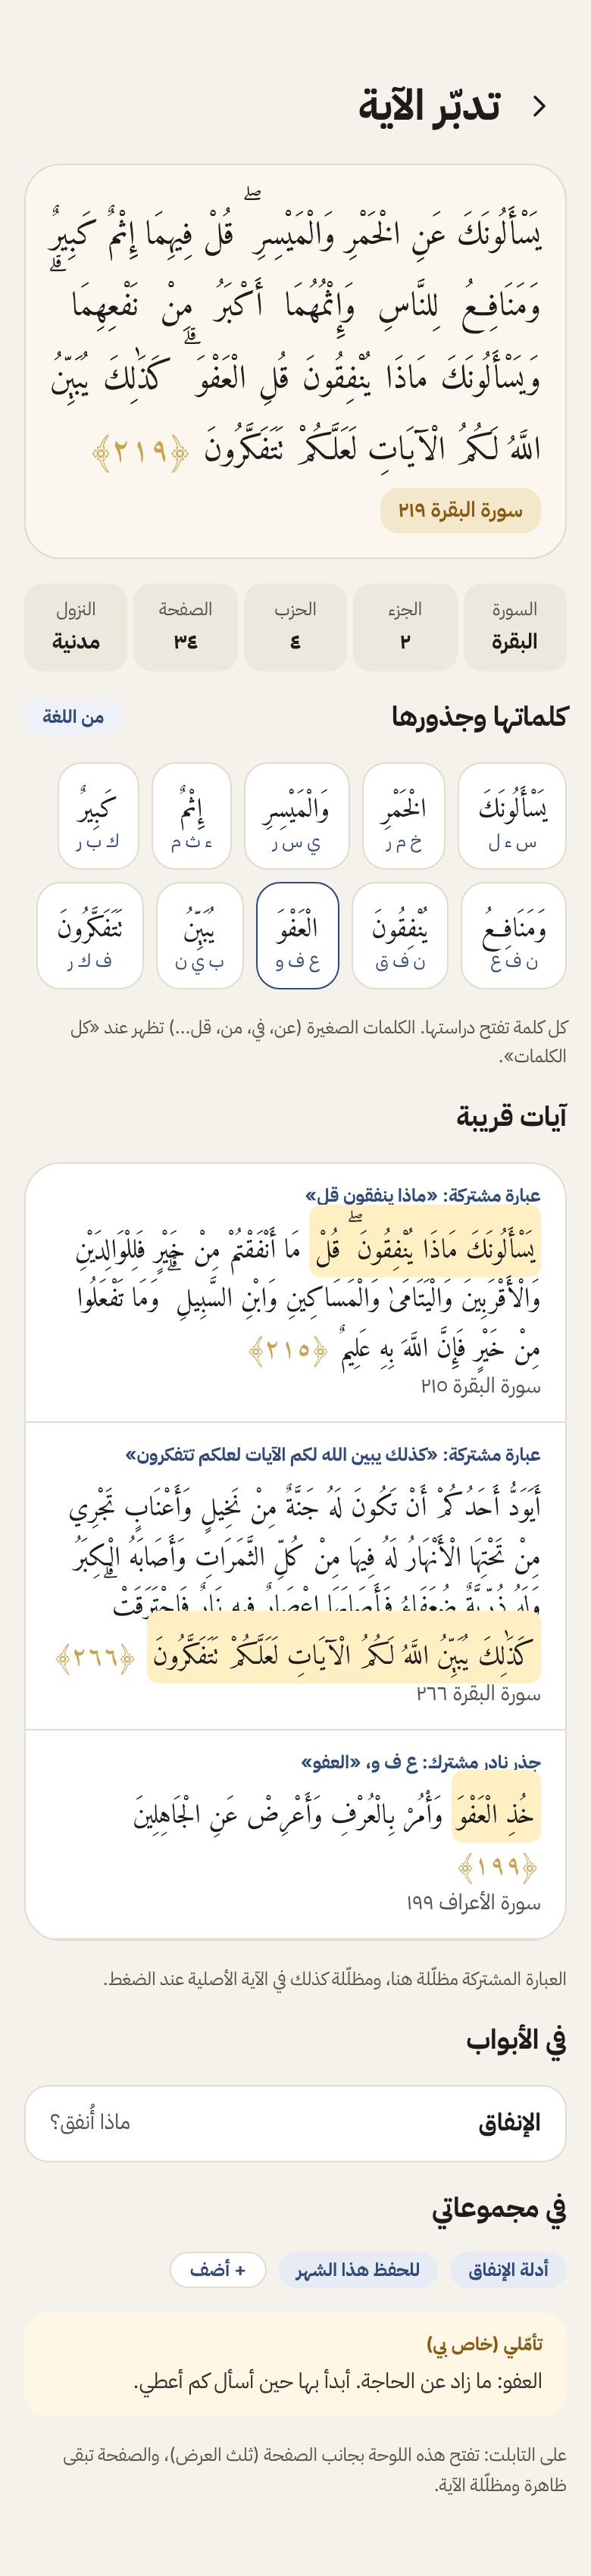 تدبّر الآية
يَسْأَلُونَكَ عَنِ الْخَمْرِ وَالْمَيْسِرِ ۖ قُلْ فِيهِمَا إِثْمٌ كَبِيرٌ
وَمَنَافِعُ لِلنَّاسِ وَإِثْمُهُمَا أَكْبَرُ مِنْ نَفْعِهِمَا ۗ
وَيَسْأَلُونَكَ مَاذَا يُنْفِقُونَ قُلِ الْعَفْوَ ۗ كَذَٰلِكَ يُبَيِّنُ
اللَّهُ لَكُمُ الْآيَاتِ لَعَلَّكُمْ تَتَفَكَّرُونَ ﴿٢١٩﴾
سورة البقرة ٢١٩
السورة الجزء الحزب الصفحة النزول
البقرة ٢ ٤ ٣٤ مدنية
كلماتها وجذورها
من اللغة
يَسْأَلُونَكَ الْخَمْرِ وَالْمَيْسِرِ إِثْمٌ كَبِيرٌ
س ء ل خ م ر ي س ر ء ث م ك ب ر
وَمَنَافِعُ يُنْفِقُونَ الْعَفْوَ يُبَيِّنُ تَتَفَكَّرُونَ
ن ف ع ن ف ق ع ف و ب ي ن ف ك ر
كل كلمة تفتح دراستها. الكلمات الصغيرة (عن، في، من، قل…) تظهر عند «كل
الكلمات».
آيات قريبة
عبارة مشتركة: «ماذا ينفقون قل»
يَسْأَلُونَكَ مَاذَا يُنْفِقُونَ ۖ قُلْ مَا أَنْفَقْتُمْ مِنْ خَيْرٍ فَلِلْوَالِدَيْنِ
وَالْأَقْرَبِينَ وَالْيَتَامَىٰ وَالْمَسَاكِينِ وَابْنِ السَّبِيلِ ۗ وَمَا تَفْعَلُوا
مِنْ خَيْرٍ فَإِنَّ اللَّهَ بِهِ عَلِيمٌ ﴿٢١٥﴾
سورة البقرة ٢١٥
عبارة مشتركة: «كذلك يبين الله لكم الآيات لعلكم تتفكرون»
أَيَوَدُّ أَحَدُكُمْ أَنْ تَكُونَ لَهُ جَنَّةٌ مِنْ نَخِيلٍ وَأَعْنَابٍ تَجْرِي
مِنْ تَحْتِهَا الْأَنْهَارُ لَهُ فِيهَا مِنْ كُلِّ الثَّمَرَاتِ وَأَصَابَهُ الْكِبَرُ
وَلَهُ ذُرِّيَّةٌ ضُعَفَاءُ فَأَصَابَهَا إِعْصَارٌ فِيهِ نَارٌ فَاحْتَرَقَتْ ۗ
كَذَٰلِكَ يُبَيِّنُ اللَّهُ لَكُمُ الْآيَاتِ لَعَلَّكُمْ تَتَفَكَّرُونَ ﴿٢٦٦﴾
سورة البقرة ٢٦٦
جذر نادر مشترك: ع ف و، «العفو»
خُذِ الْعَفْوَ وَأْمُرْ بِالْعُرْفِ وَأَعْرِضْ عَنِ الْجَاهِلِينَ
﴿١٩٩﴾
سورة الأعراف ١٩٩
العبارة المشتركة مظلّلة هنا، ومظلّلة كذلك في الآية الأصلية عند الضغط.
في الأبواب
الإنفاق ماذا أُنفق؟
في مجموعاتي
أدلة الإنفاق للحفظ هذا الشهر + أضف
تأمّلي (خاص بي)
العفو: ما زاد عن الحاجة. أبدأ بها حين أسأل كم أعطي.
على التابلت: تفتح هذه اللوحة بجانب الصفحة (ثلث العرض)، والصفحة تبقى
ظاهرة ومظلّلة الآية.